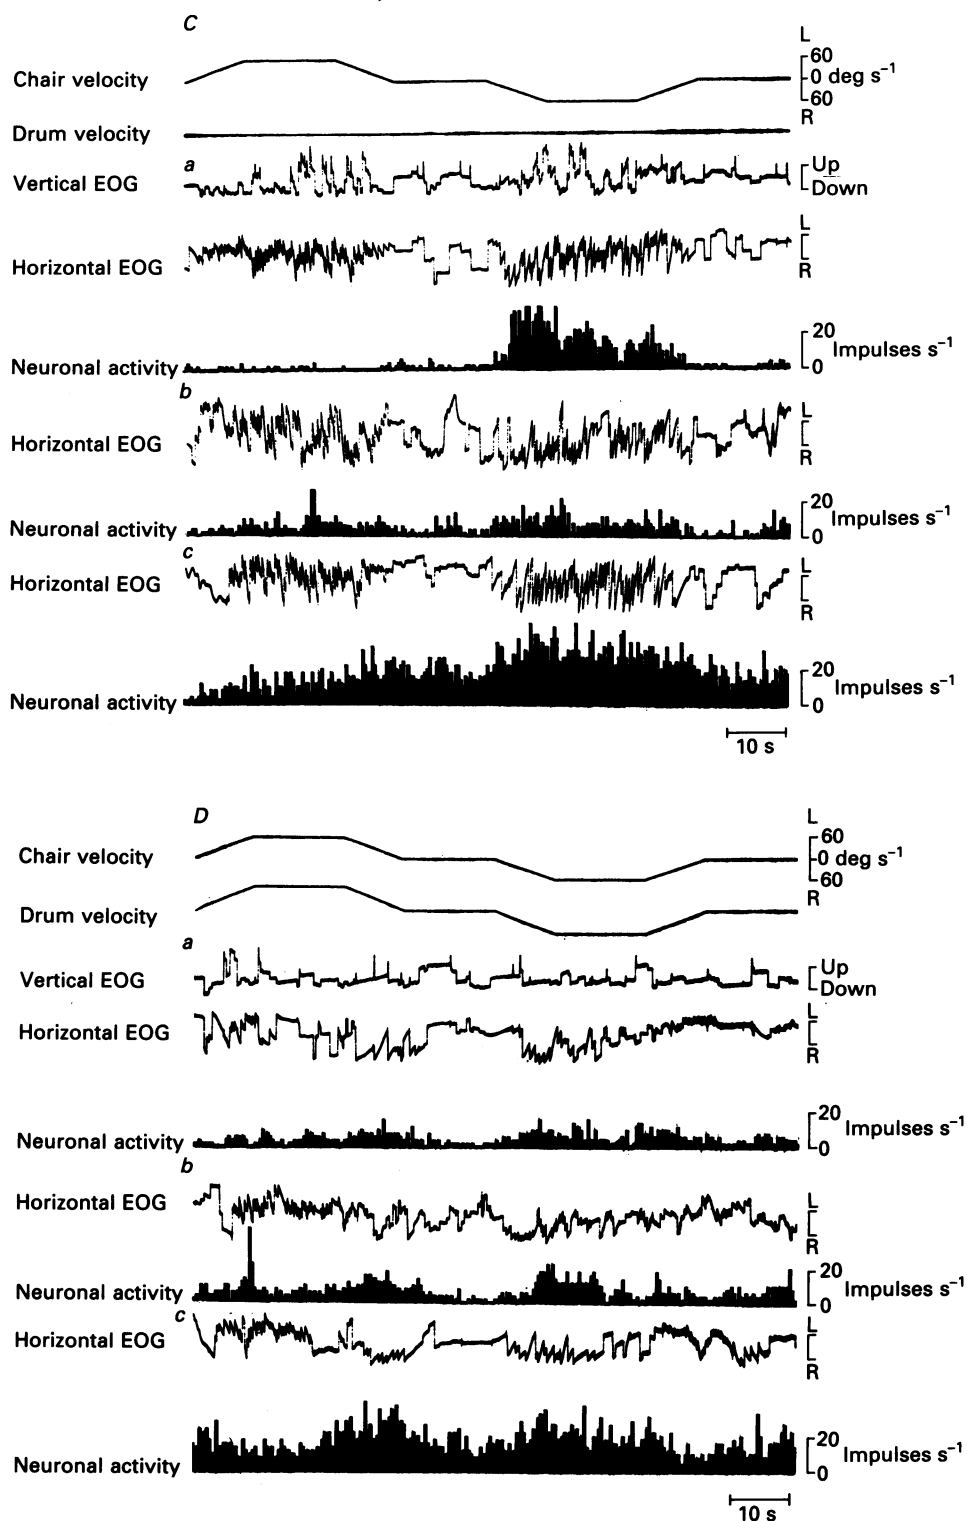 C
L
60
Chair velocity 0 deg s⁻¹
60
R
Drum velocity
a
Up
Vertical EOG
Down
L
Horizontal EOG
R
20
Impulses s⁻¹
Neuronal activity 0
b
L
Horizontal EOG
R
20
Neuronal activity Impulses s⁻¹
0
c
L
Horizontal EOG
R
20
Impulses s⁻¹
Neuronal activity 0
10 s
D
L
60
Chair velocity 0 deg s⁻¹
60
R
Drum velocity
a
Up
Vertical EOG
Down
L
Horizontal EOG
R
20
Impulses s⁻¹
Neuronal activity 0
b
Horizontal EOG L
R
20
Neuronal activity Impulses s⁻¹
0
c
L
Horizontal EOG
R
20
Impulses s⁻¹
Neuronal activity 0
10 s